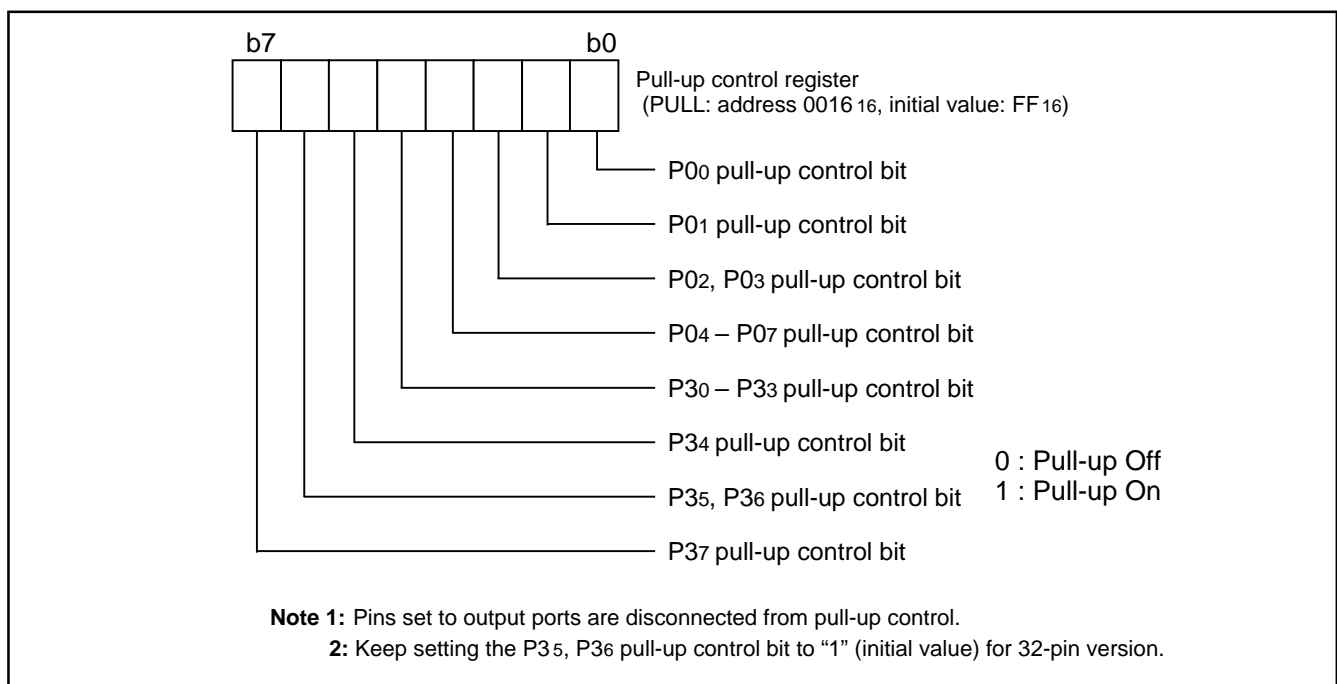 b7 b0
Pull-up control register
(PULL: address 001616, initial value: FF16)
P00 pull-up control bit
P01 pull-up control bit
P02, P03 pull-up control bit
P04 – P07 pull-up control bit
P30 – P33 pull-up control bit
P34 pull-up control bit
0 : Pull-up Off
P35, P36 pull-up control bit
1 : Pull-up On
P37 pull-up control bit
Note 1: Pins set to output ports are disconnected from pull-up control.
2: Keep setting the P35, P36 pull-up control bit to “1” (initial value) for 32-pin version.